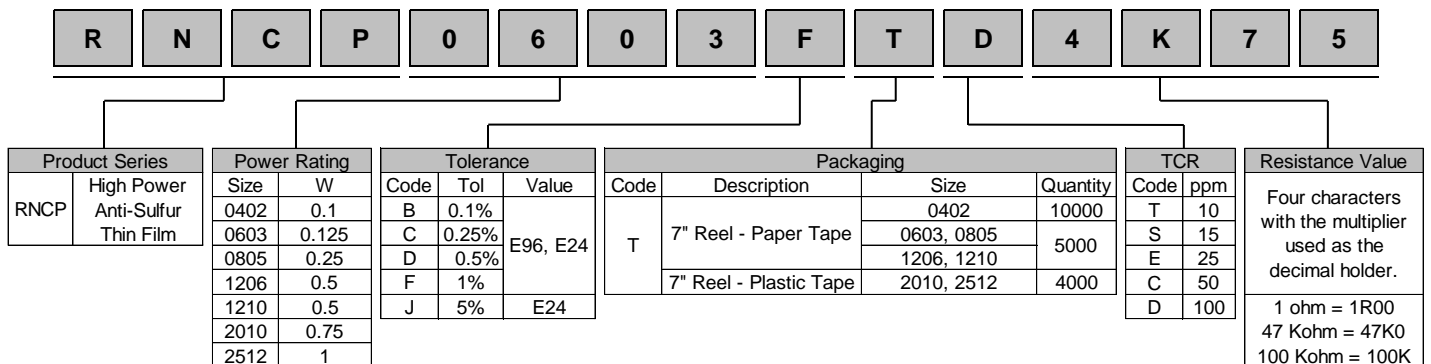 R N C P 0 6 0 3 F T D 4 K 7 5
Product Series
RNCP
High Power
Anti-Sulfur
Thin Film
Power Rating
Size W
0402 0.1
0603 0.125
0805 0.25
1206 0.5
1210 0.5
2010 0.75
2512 1
Tolerance
Code Tol Value
B 0.1%
C 0.25%
D 0.5%
F 1%
E96, E24
J 5% E24
Packaging
Code Description Size Quantity
T
7" Reel - Paper Tape
0402 10000
0603, 0805
1206, 1210
5000
7" Reel - Plastic Tape 2010, 2512 4000
TCR
Code ppm
T 10
S 15
E 25
C 50
D 100
Resistance Value
Four characters
with the multiplier
used as the
decimal holder.
1 ohm = 1R00
47 Kohm = 47K0
100 Kohm = 100K